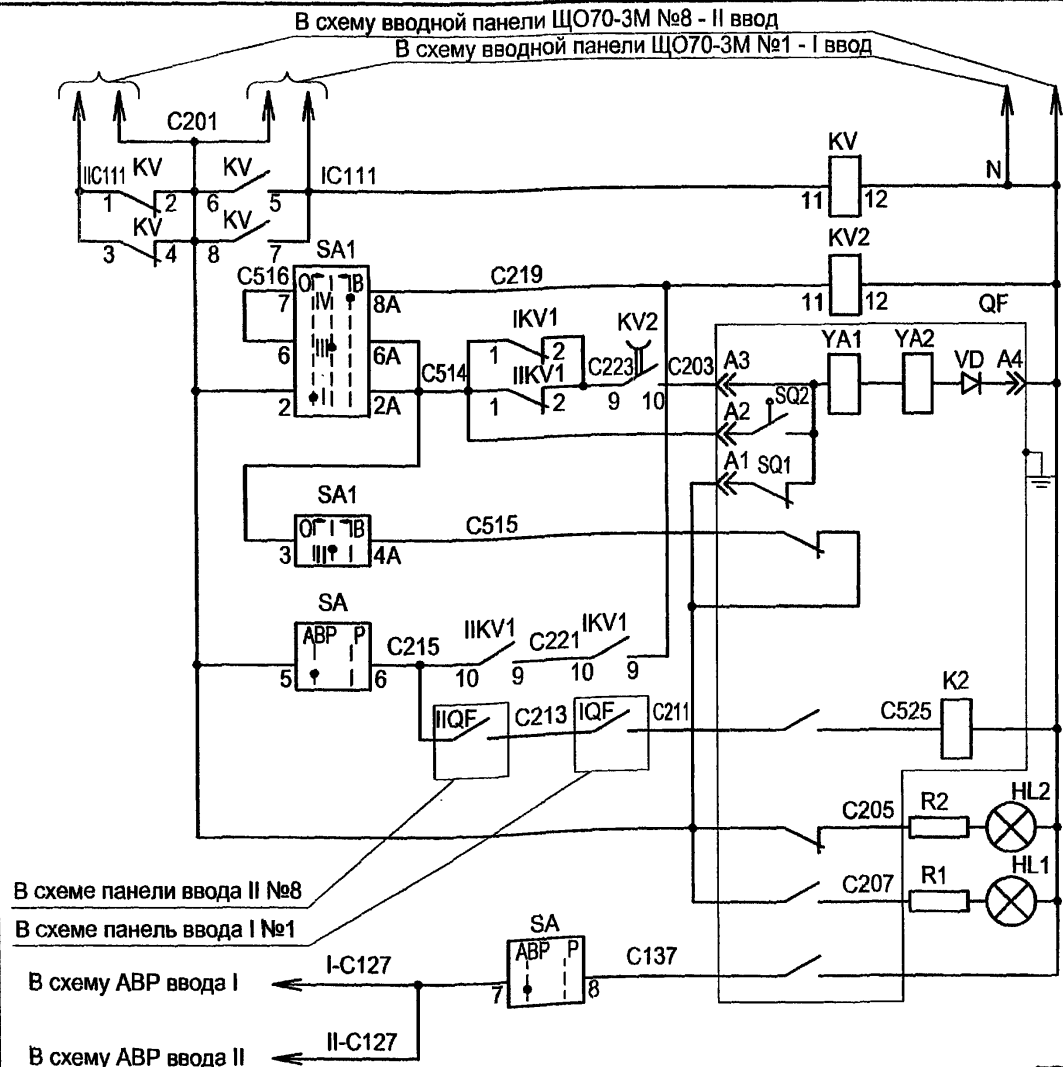 В схему вводной панели ЩО70-3М №8 - II ввод
В схему вводной панели ЩО70-3М №1 - I ввод
C201
IIC111 KV KV IC111 KV N
1 2 6 5 11 12
KV KV
3 4 8 7
SA1 KV2
C516 O B C219
7 IV 8A 11 12 QF
IKV1 KV2 YA1 YA2 VD A4
6 III 6A 1 2 C223 C203 A3
C514 IIKV1
2 I 2A 1 2 9 10 A2 SQ2
A1 SQ1
SA1
O B C515
3 III 4A
SA
АВР Р C215 IIKV1 C221 IKV1
5 6 10 9 10 9
K2
IIQF C213 IQF C211 C525
C205 R2 HL2
C207 R1 HL1
В схеме панели ввода II №8
В схеме панель ввода I №1
SA
I-C127 АВР Р C137
В схему АВР ввода I 7 8
II-C127
В схему АВР ввода II